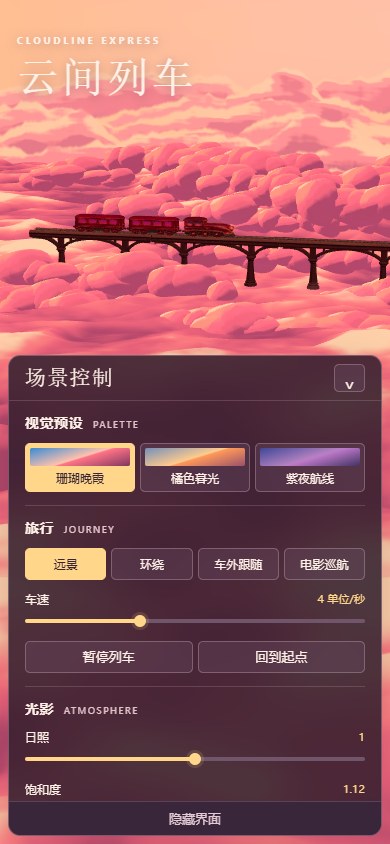 CLOUDLINE EXPRESS
云间列车
场景控制
视觉预设 PALETTE
珊瑚晚霞 橘色暮光 紫夜航线
旅行 JOURNEY
远景 环绕 车外跟随 电影巡航
车速 4 单位/秒
暂停列车 回到起点
光影 ATMOSPHERE
日照 1
饱和度 1.12
隐藏界面